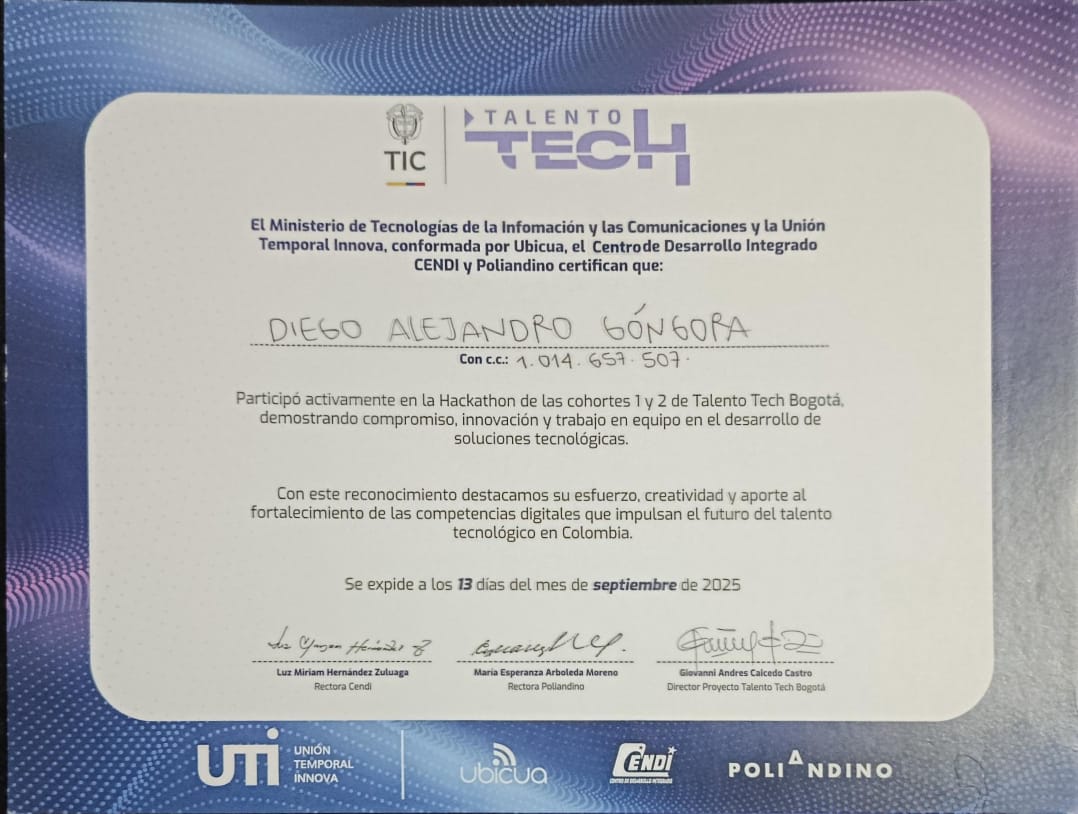 TIC
TALENTO
TECH
El Ministerio de Tecnologías de la Infomación y las Comunicaciones y la Unión
Temporal Innova, conformada por Ubicua, el Centro de Desarrollo Integrado
CENDI y Poliandino certifican que:
DIEGO ALEJANDRO GÓNGORA
Con c.c.: 1.014.657.507.
Participó activamente en la Hackathon de las cohortes 1 y 2 de Talento Tech Bogotá,
demostrando compromiso, innovación y trabajo en equipo en el desarrollo de
soluciones tecnológicas.
Con este reconocimiento destacamos su esfuerzo, creatividad y aporte al
fortalecimiento de las competencias digitales que impulsan el futuro del talento
tecnológico en Colombia.
Se expide a los 13 días del mes de septiembre de 2025
Luz Miriam Hernández Zuluaga
Rectora Cendi
María Esperanza Arboleda Moreno
Rectora Poliandino
Giovanni Andres Caicedo Castro
Director Proyecto Talento Tech Bogotá
UTI
UNIÓN
TEMPORAL
INNOVA
ubicua
CENDI
CENTRO DE DESARROLLO INTEGRADO
POLIANDINO